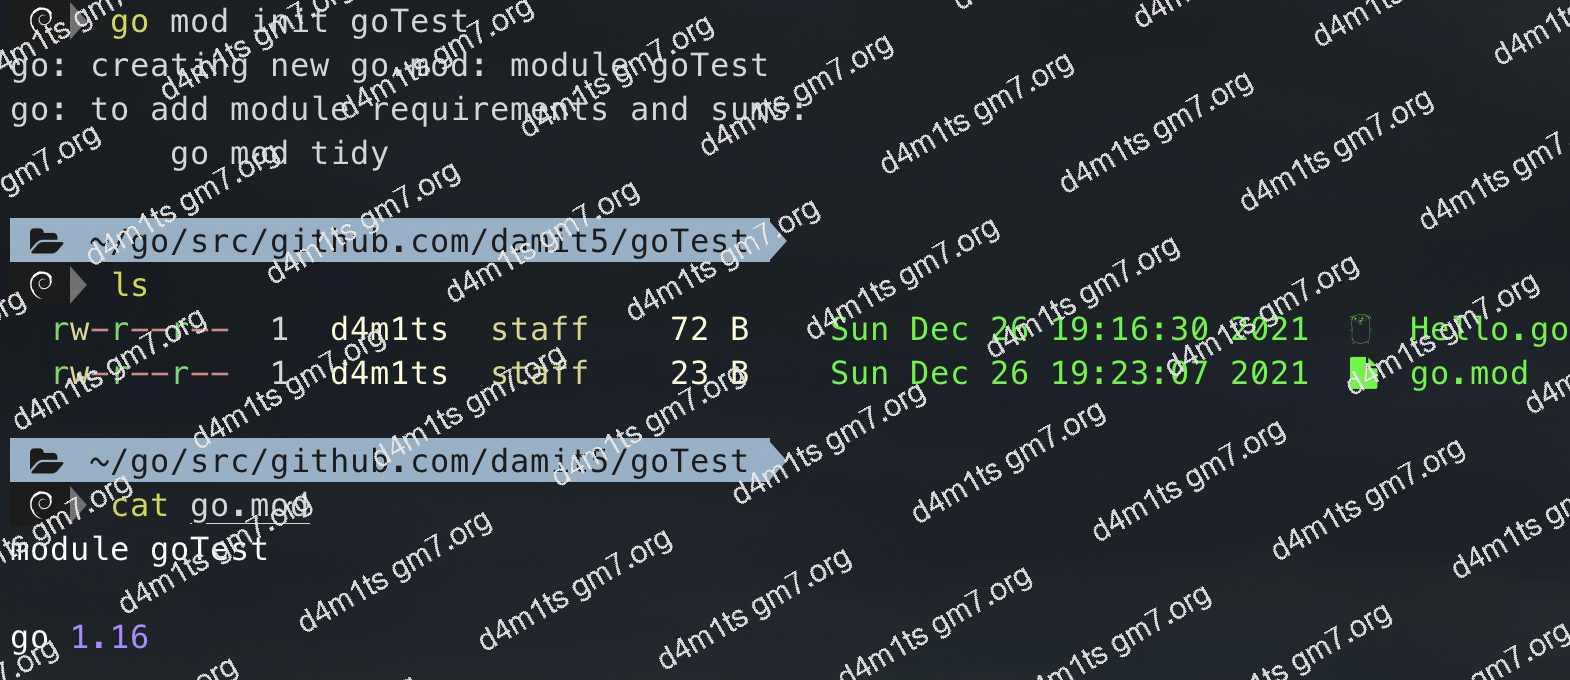 go mod init goTest
go: creating new go.mod: module goTest
go: to add module requirements and sums:
go mod tidy
~/go/src/github.com/damit5/goTest
ls
rw-r--r-- 1 d4m1ts staff 72 B Sun Dec 26 19:16:30 2021 Hello.go
rw-r--r-- 1 d4m1ts staff 23 B Sun Dec 26 19:23:07 2021 go.mod
~/go/src/github.com/damit5/goTest
cat go.mod
module goTest
go 1.16
d4m1ts gm7.org